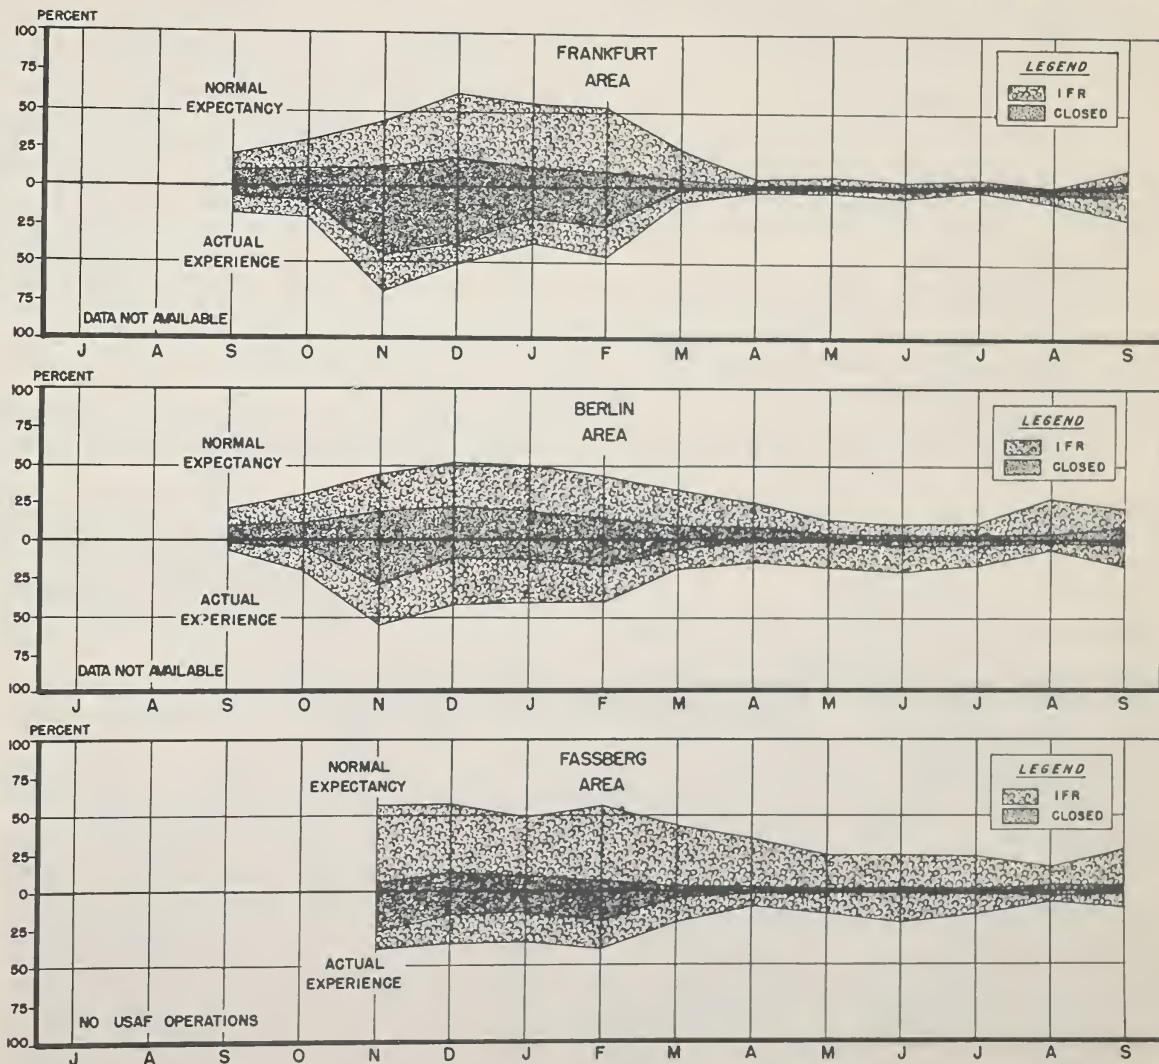 PERCENT
100
75
50
25
0
25
50
75
100
FRANKFURT
AREA
NORMAL
EXPECTANCY
ACTUAL
EXPERIENCE
DATA NOT AVAILABLE
LEGEND
IFR
CLOSED
J A S O N D J F M A M J J A S
PERCENT
100
75
50
25
0
25
50
75
100
BERLIN
AREA
NORMAL
EXPECTANCY
ACTUAL
EXPERIENCE
DATA NOT AVAILABLE
LEGEND
IFR
CLOSED
J A S O N D J F M A M J J A S
PERCENT
100
75
50
25
0
25
50
75
100
FASSBERG
AREA
NORMAL
EXPECTANCY
ACTUAL
EXPERIENCE
NO USAF OPERATIONS
LEGEND
IFR
CLOSED
J A S O N D J F M A M J J A S